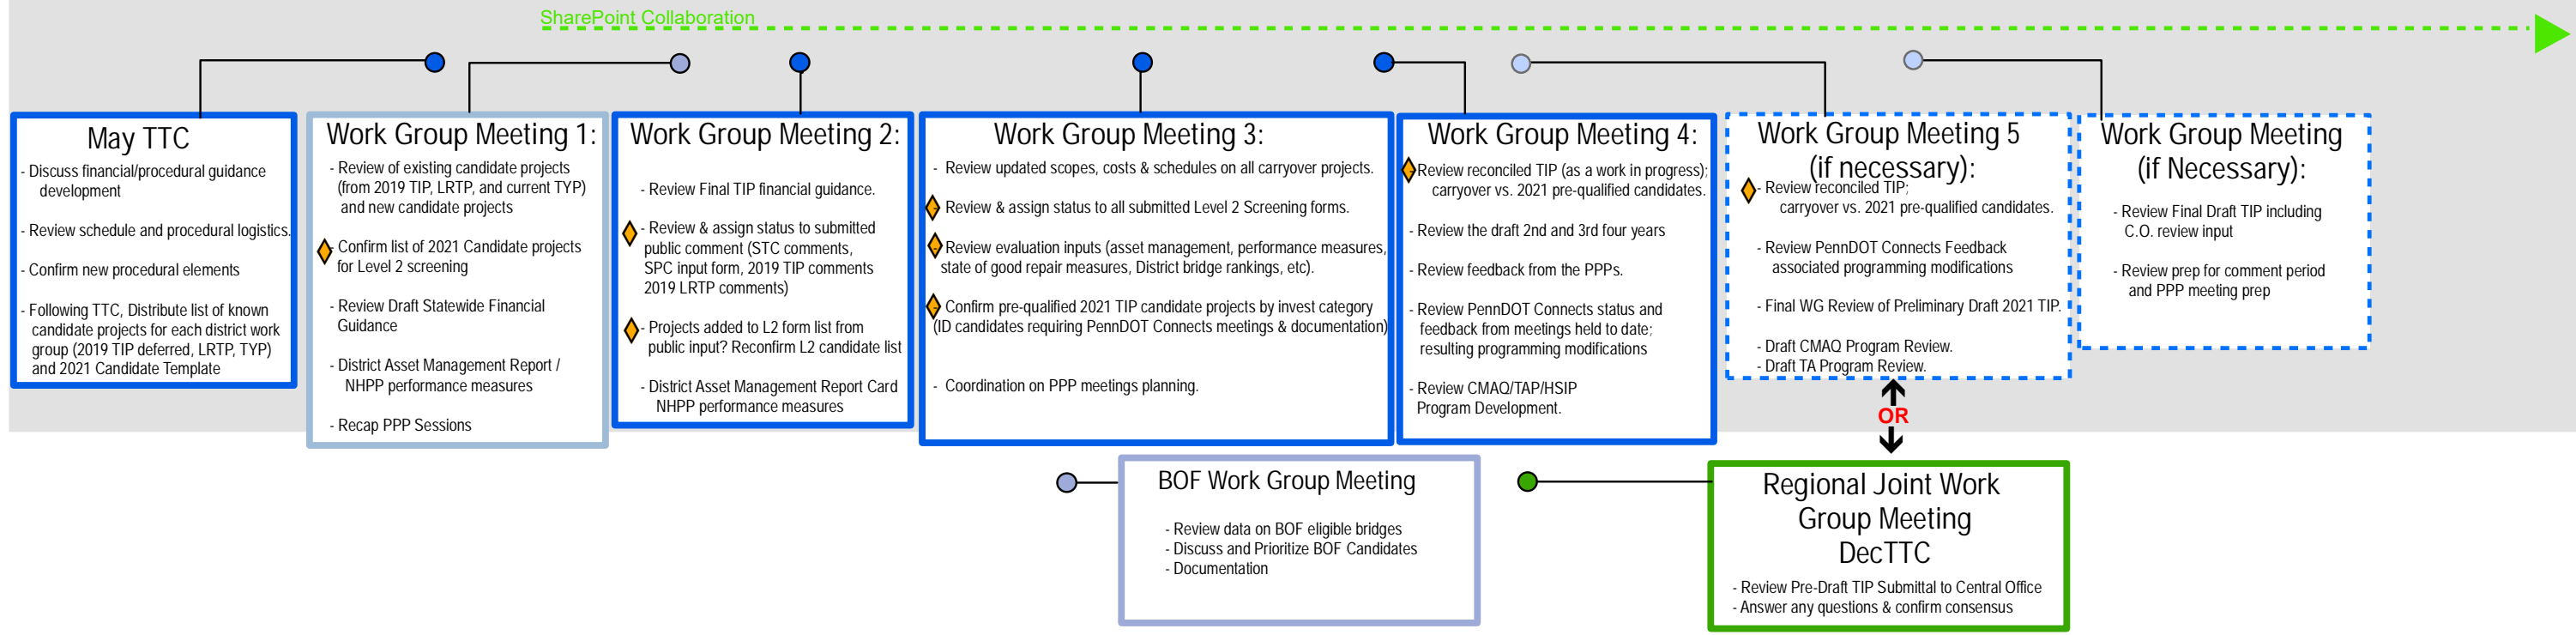 SharePoint Collaboration
May TTC
- Discuss financial/procedural guidance
development
- Review schedule and procedural logistics.
- Confirm new procedural elements
- Following TTC, Distribute list of known
candidate projects for each district work
group (2019 TIP deferred, LRTP, TYP)
and 2021 Candidate Template
Work Group Meeting 1:
- Review of existing candidate projects
(from 2019 TIP, LRTP, and current TYP)
and new candidate projects
- Confirm list of 2021 Candidate projects
for Level 2 screening
- Review Draft Statewide Financial
Guidance
- District Asset Management Report /
NHPP performance measures
- Recap PPP Sessions
Work Group Meeting 2:
- Review Final TIP financial guidance.
- Review & assign status to submitted
public comment (STC comments,
SPC input form, 2019 TIP comments
2019 LRTP comments)
- Projects added to L2 form list from
public input? Reconfirm L2 candidate list
- District Asset Management Report Card
NHPP performance measures
Work Group Meeting 3:
- Review updated scopes, costs & schedules on all carryover projects.
- Review & assign status to all submitted Level 2 Screening forms.
- Review evaluation inputs (asset management, performance measures,
state of good repair measures, District bridge rankings, etc).
- Confirm pre-qualified 2021 TIP candidate projects by invest category
(ID candidates requiring PennDOT Connects meetings & documentation)
- Coordination on PPP meetings planning.
Work Group Meeting 4:
- Review reconciled TIP (as a work in progress);
carryover vs. 2021 pre-qualified candidates.
- Review the draft 2nd and 3rd four years
- Review feedback from the PPPs.
- Review PennDOT Connects status and
feedback from meetings held to date;
resulting programming modifications
- Review CMAQ/TAP/HSIP
Program Development.
Work Group Meeting 5
(if necessary):
- Review reconciled TIP;
carryover vs. 2021 pre-qualified candidates.
- Review PennDOT Connects Feedback
associated programming modifications
- Final WG Review of Preliminary Draft 2021 TIP.
- Draft CMAQ Program Review.
- Draft TA Program Review.
Work Group Meeting
(if Necessary):
- Review Final Draft TIP including
C.O. review input
- Review prep for comment period
and PPP meeting prep
OR
BOF Work Group Meeting
- Review data on BOF eligible bridges
- Discuss and Prioritize BOF Candidates
- Documentation
Regional Joint Work
Group Meeting
DecTTC
- Review Pre-Draft TIP Submittal to Central Office
- Answer any questions & confirm consensus